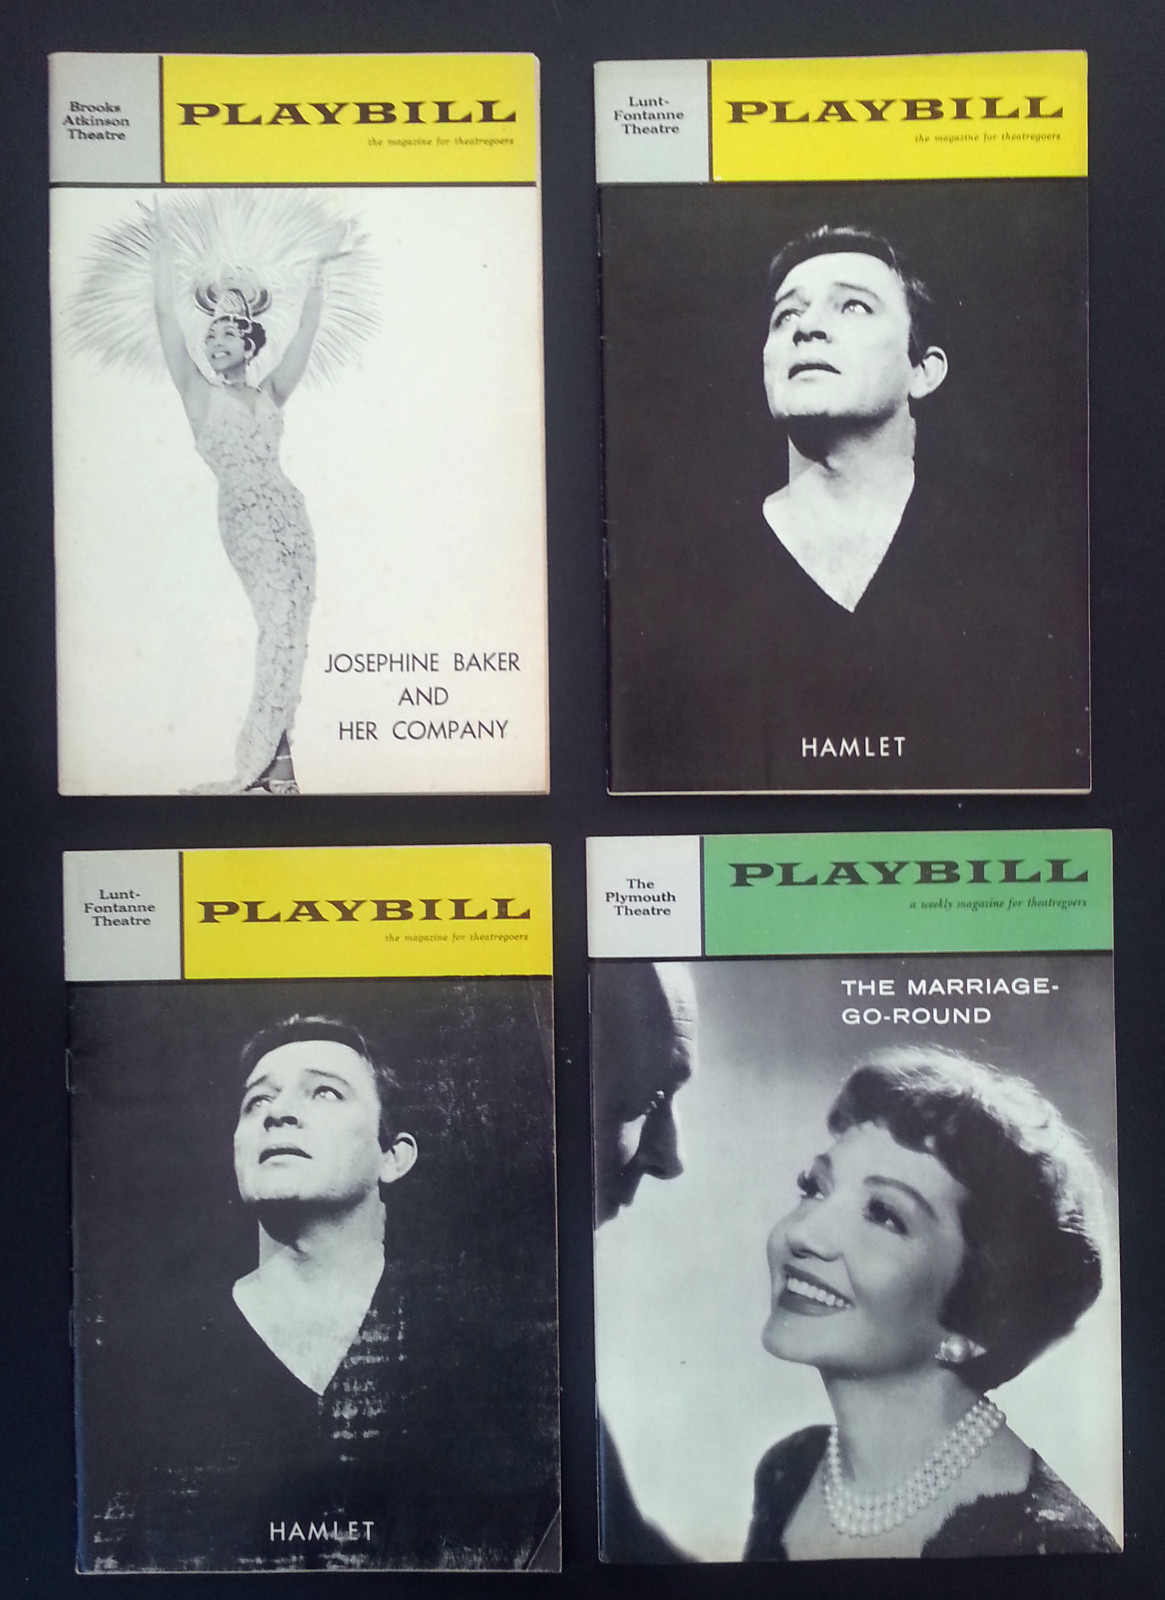 Brooks
Atkinson
Theatre
PLAYBILL
the magazine for theatregoers
JOSEPHINE BAKER
AND
HER COMPANY
Lunt-
Fontanne
Theatre
PLAYBILL
the magazine for theatregoers
HAMLET
Lunt-
Fontanne
Theatre
PLAYBILL
the magazine for theatregoers
HAMLET
The
Plymouth
Theatre
PLAYBILL
a weekly magazine for theatregoers
THE MARRIAGE-
GO-ROUND